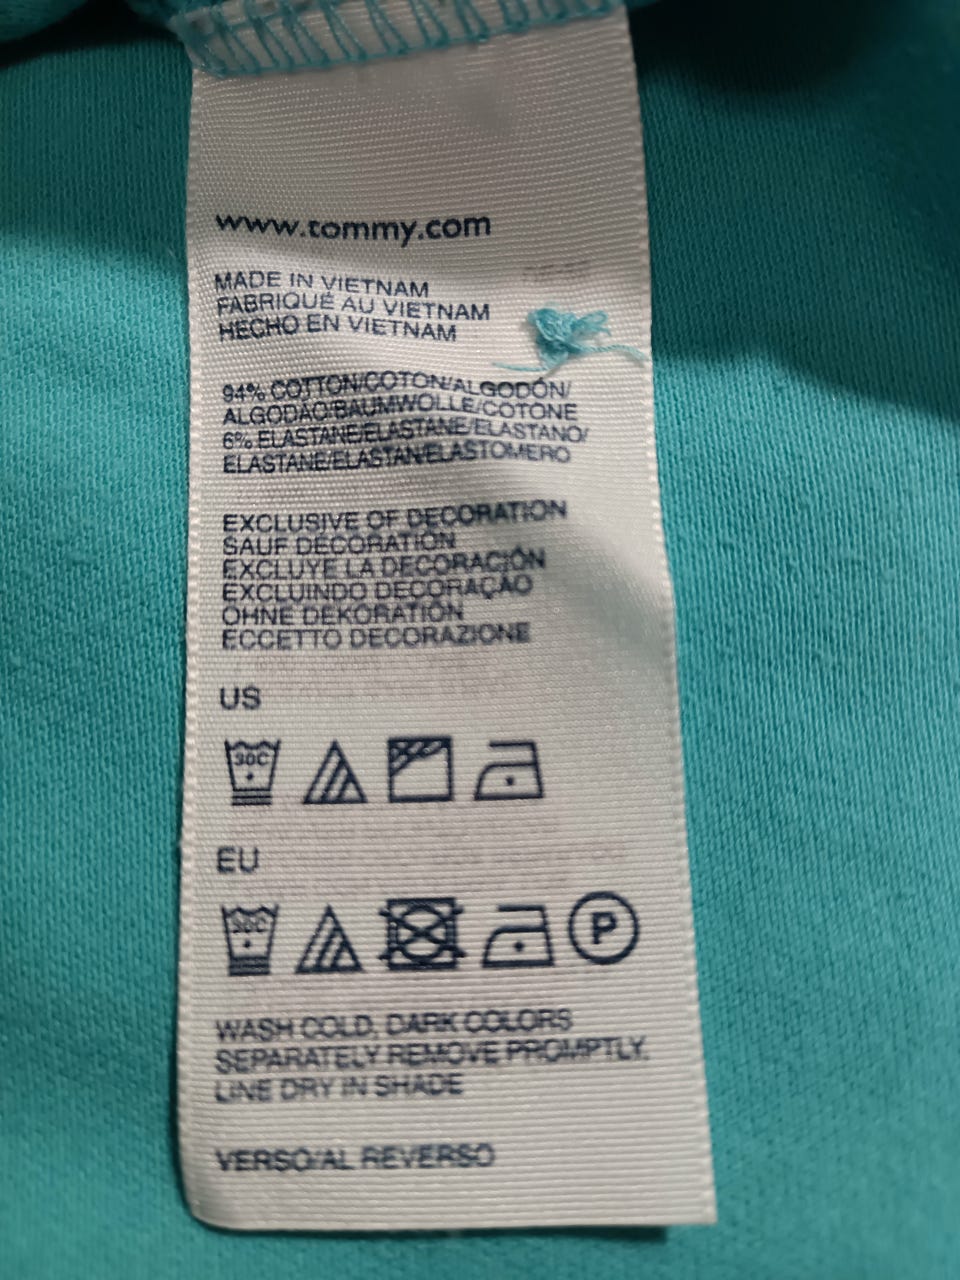 www.tommy.com
MADE IN VIETNAM
FABRIQUÉ AU VIETNAM
HECHO EN VIETNAM
94% COTTON/COTON/ALGODÓN/
ALGODÃO/BAUMWOLLE/COTONE
6% ELASTANE/ELASTANE/ELASTANO/
ELASTANE/ELASTAN/ELASTOMERO
EXCLUSIVE OF DECORATION
SAUF DÉCORATION
EXCLUYE LA DECORACIÓN
EXCLUINDO DECORAÇÃO
OHNE DEKORATION
ECCETTO DECORAZIONE
US
30C
EU
30C P
WASH COLD, DARK COLORS
SEPARATELY REMOVE PROMPTLY.
LINE DRY IN SHADE
VERSO/AL REVERSO